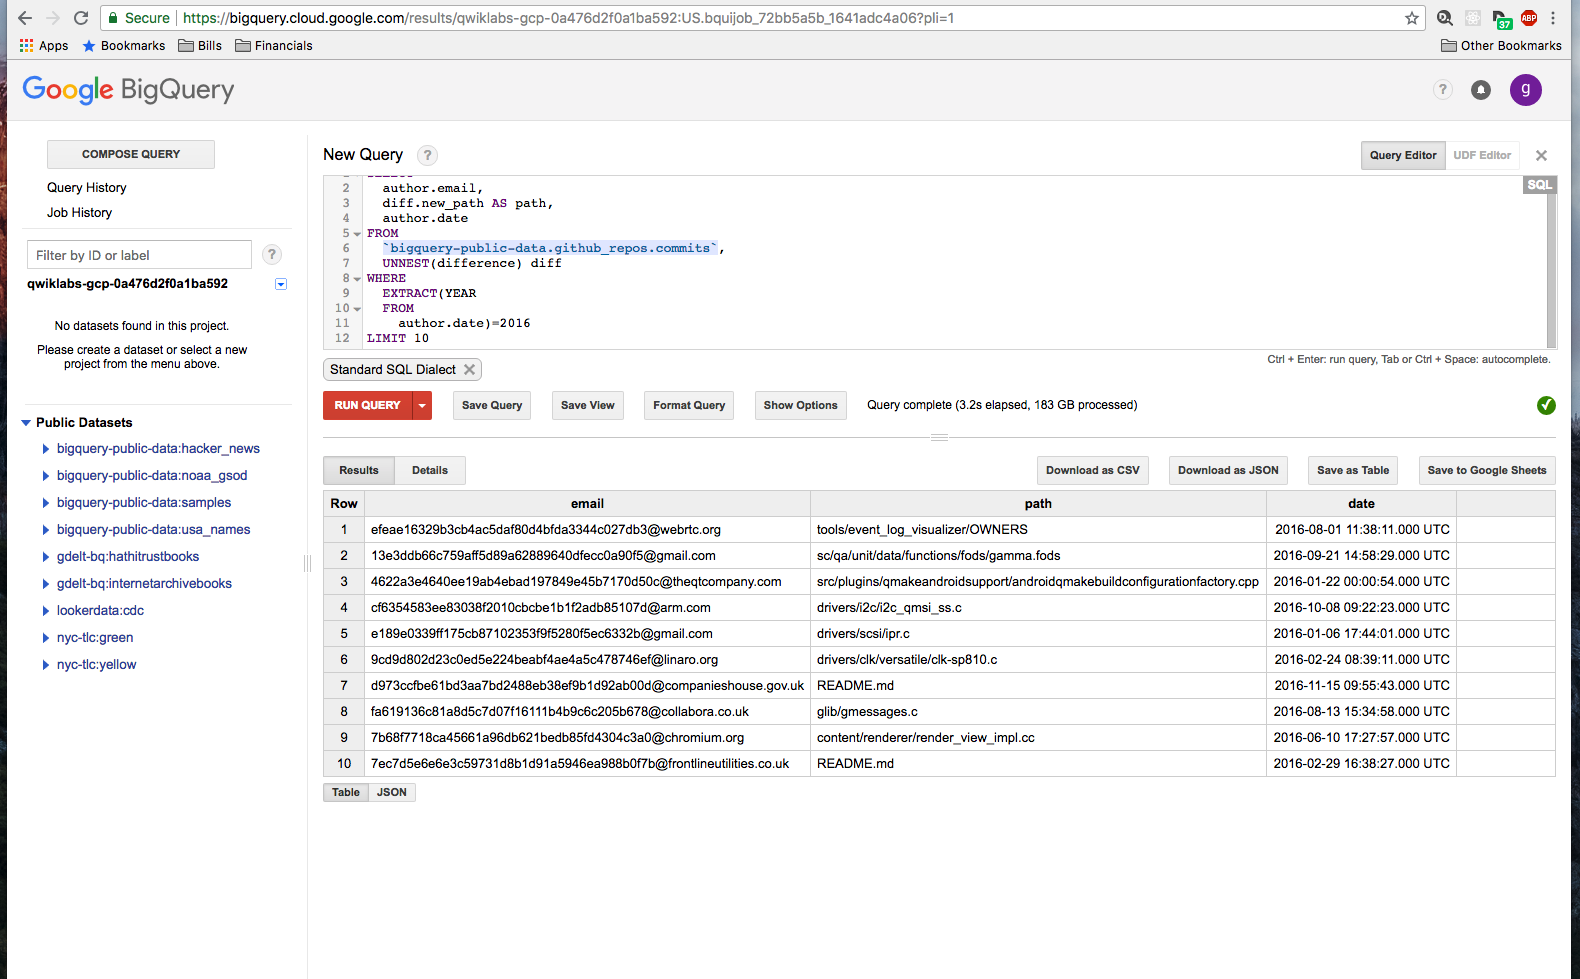 Secure https://bigquery.cloud.google.com/results/qwiklabs-gcp-0a476d2f0a1ba592:US.bquijob_72bb5a5b_1641adc4a06?pli=1
37
ABP
Apps Bookmarks Bills Financials Other Bookmarks
Google BigQuery
? g
COMPOSE QUERY
Query History
Job History
Filter by ID or label ?
qwiklabs-gcp-0a476d2f0a1ba592
No datasets found in this project.
Please create a dataset or select a new
project from the menu above.
Public Datasets
bigquery-public-data:hacker_news
bigquery-public-data:noaa_gsod
bigquery-public-data:samples
bigquery-public-data:usa_names
gdelt-bq:hathitrustbooks
gdelt-bq:internetarchivebooks
lookerdata:cdc
nyc-tlc:green
nyc-tlc:yellow
New Query ? Query Editor UDF Editor
SQL
2 author.email,
3 diff.new_path AS path,
4 author.date
5 FROM
6 `bigquery-public-data.github_repos.commits`,
7 UNNEST(difference) diff
8 WHERE
9 EXTRACT(YEAR
10 FROM
11 author.date)=2016
12 LIMIT 10
Ctrl + Enter: run query, Tab or Ctrl + Space: autocomplete.
Standard SQL Dialect
RUN QUERY Save Query Save View Format Query Show Options Query complete (3.2s elapsed, 183 GB processed)
Results Details Download as CSV Download as JSON Save as Table Save to Google Sheets
Row email path date
1 efeae16329b3cb4ac5daf80d4bfda3344c027db3@webrtc.org tools/event_log_visualizer/OWNERS 2016-08-01 11:38:11.000 UTC
2 13e3ddb66c759aff5d89a62889640dfecc0a90f5@gmail.com sc/qa/unit/data/functions/fods/gamma.fods 2016-09-21 14:58:29.000 UTC
3 4622a3e4640ee19ab4ebad197849e45b7170d50c@theqtcompany.com src/plugins/qmakeandroidsupport/androidqmakebuildconfigurationfactory.cpp 2016-01-22 00:00:54.000 UTC
4 cf6354583ee83038f2010cbcbe1b1f2adb85107d@arm.com drivers/i2c/i2c_qmsi_ss.c 2016-10-08 09:22:23.000 UTC
5 e189e0339ff175cb87102353f9f5280f5ec6332b@gmail.com drivers/scsi/ipr.c 2016-01-06 17:44:01.000 UTC
6 9cd9d802d23c0ed5e224beabf4ae4a5c478746ef@linaro.org drivers/clk/versatile/clk-sp810.c 2016-02-24 08:39:11.000 UTC
7 d973ccfbe61bd3aa7bd2488eb38ef9b1d92ab00d@companieshouse.gov.uk README.md 2016-11-15 09:55:43.000 UTC
8 fa619136c81a8d5c7d07f16111b4b9c6c205b678@collabora.co.uk glib/gmessages.c 2016-08-13 15:34:58.000 UTC
9 7b68f7718ca45661a96db621bedb85fd4304c3a0@chromium.org content/renderer/render_view_impl.cc 2016-06-10 17:27:57.000 UTC
10 7ec7d5e6e6e3c59731d8b1d91a5946ea988b0f7b@frontlineutilities.co.uk README.md 2016-02-29 16:38:27.000 UTC
Table JSON